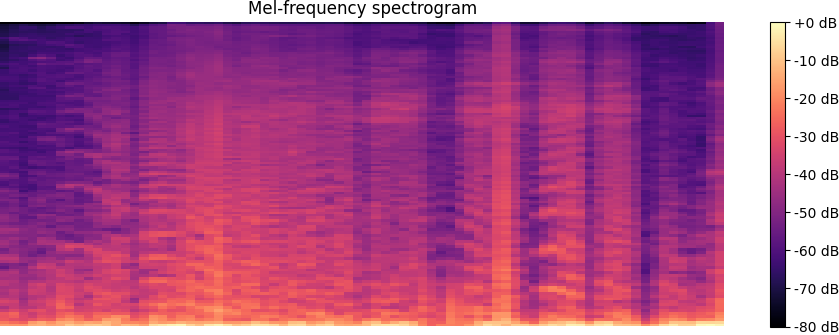 Mel-frequency spectrogram
+0 dB
-10 dB
-20 dB
-30 dB
-40 dB
-50 dB
-60 dB
-70 dB
-80 dB